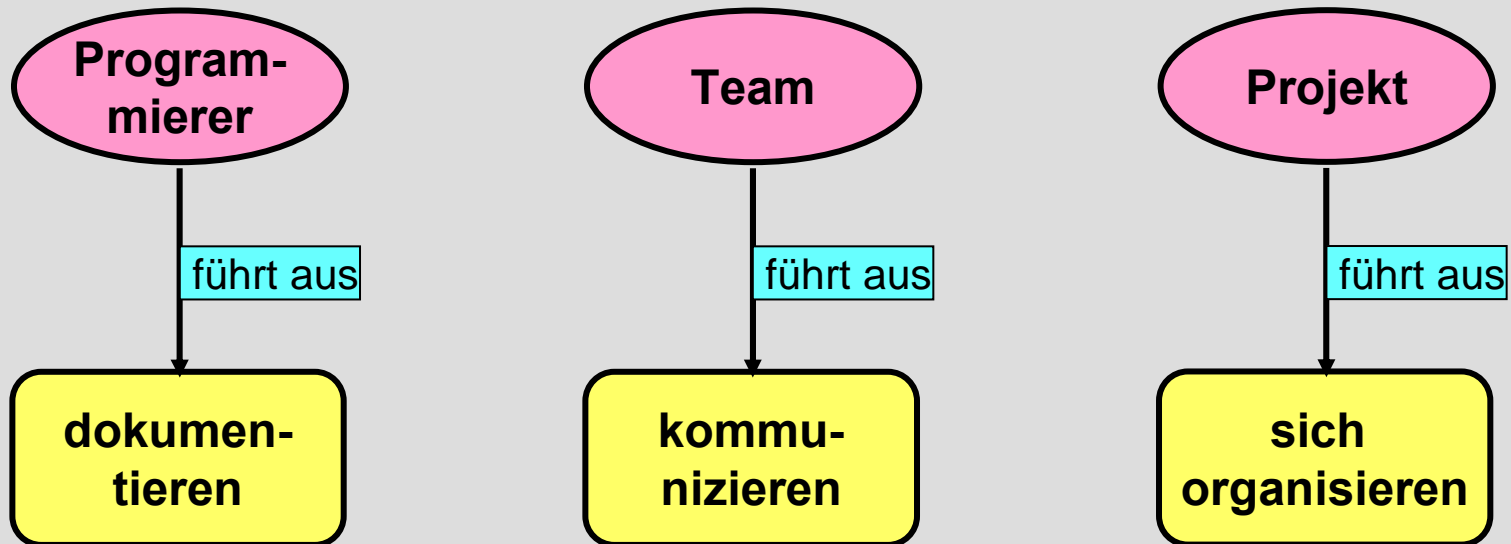 Program-
mierer
Team
Projekt
führt aus
führt aus
führt aus
dokumen-
tieren
kommu-
nizieren
sich
organisieren